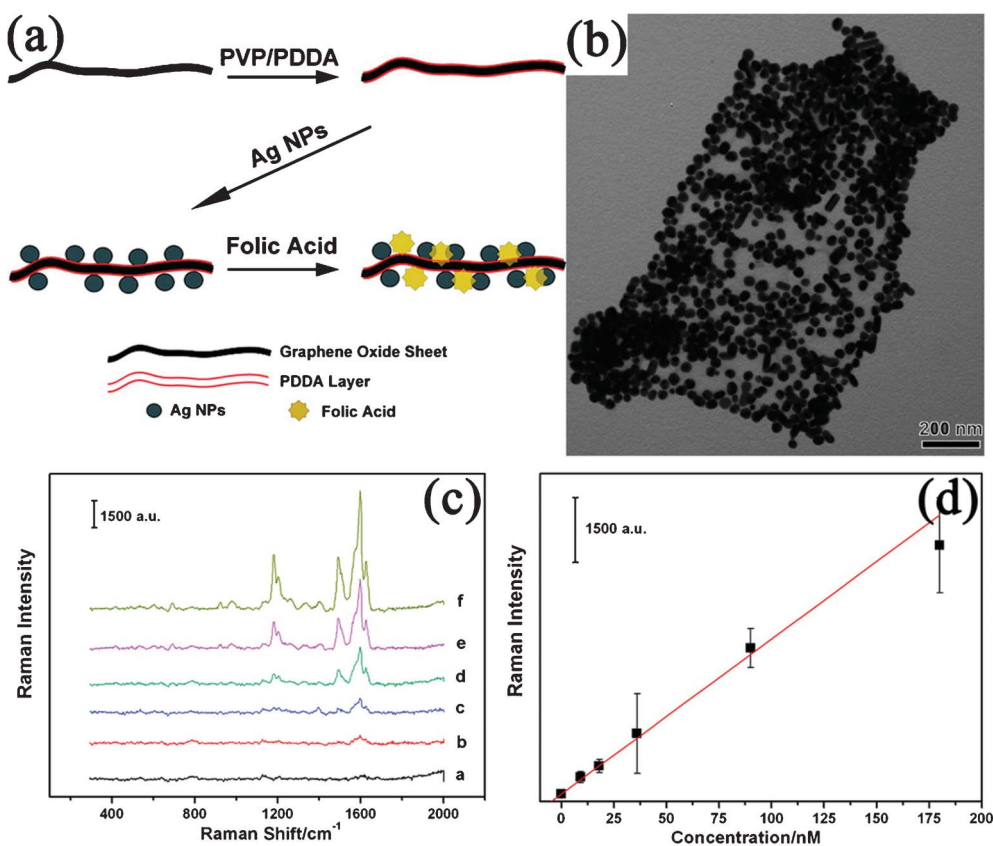 (a)
PVP/PDDA
Ag NPs
Folic Acid
Graphene Oxide Sheet
PDDA Layer
Ag NPs
Folic Acid
(b)
200 nm
(c)
1500 a.u.
f
e
d
c
b
a
Raman Intensity
400 800 1200 1600 2000
Raman Shift/cm⁻¹
(d)
1500 a.u.
Raman Intensity
0 25 50 75 100 125 150 175 200
Concentration/nM